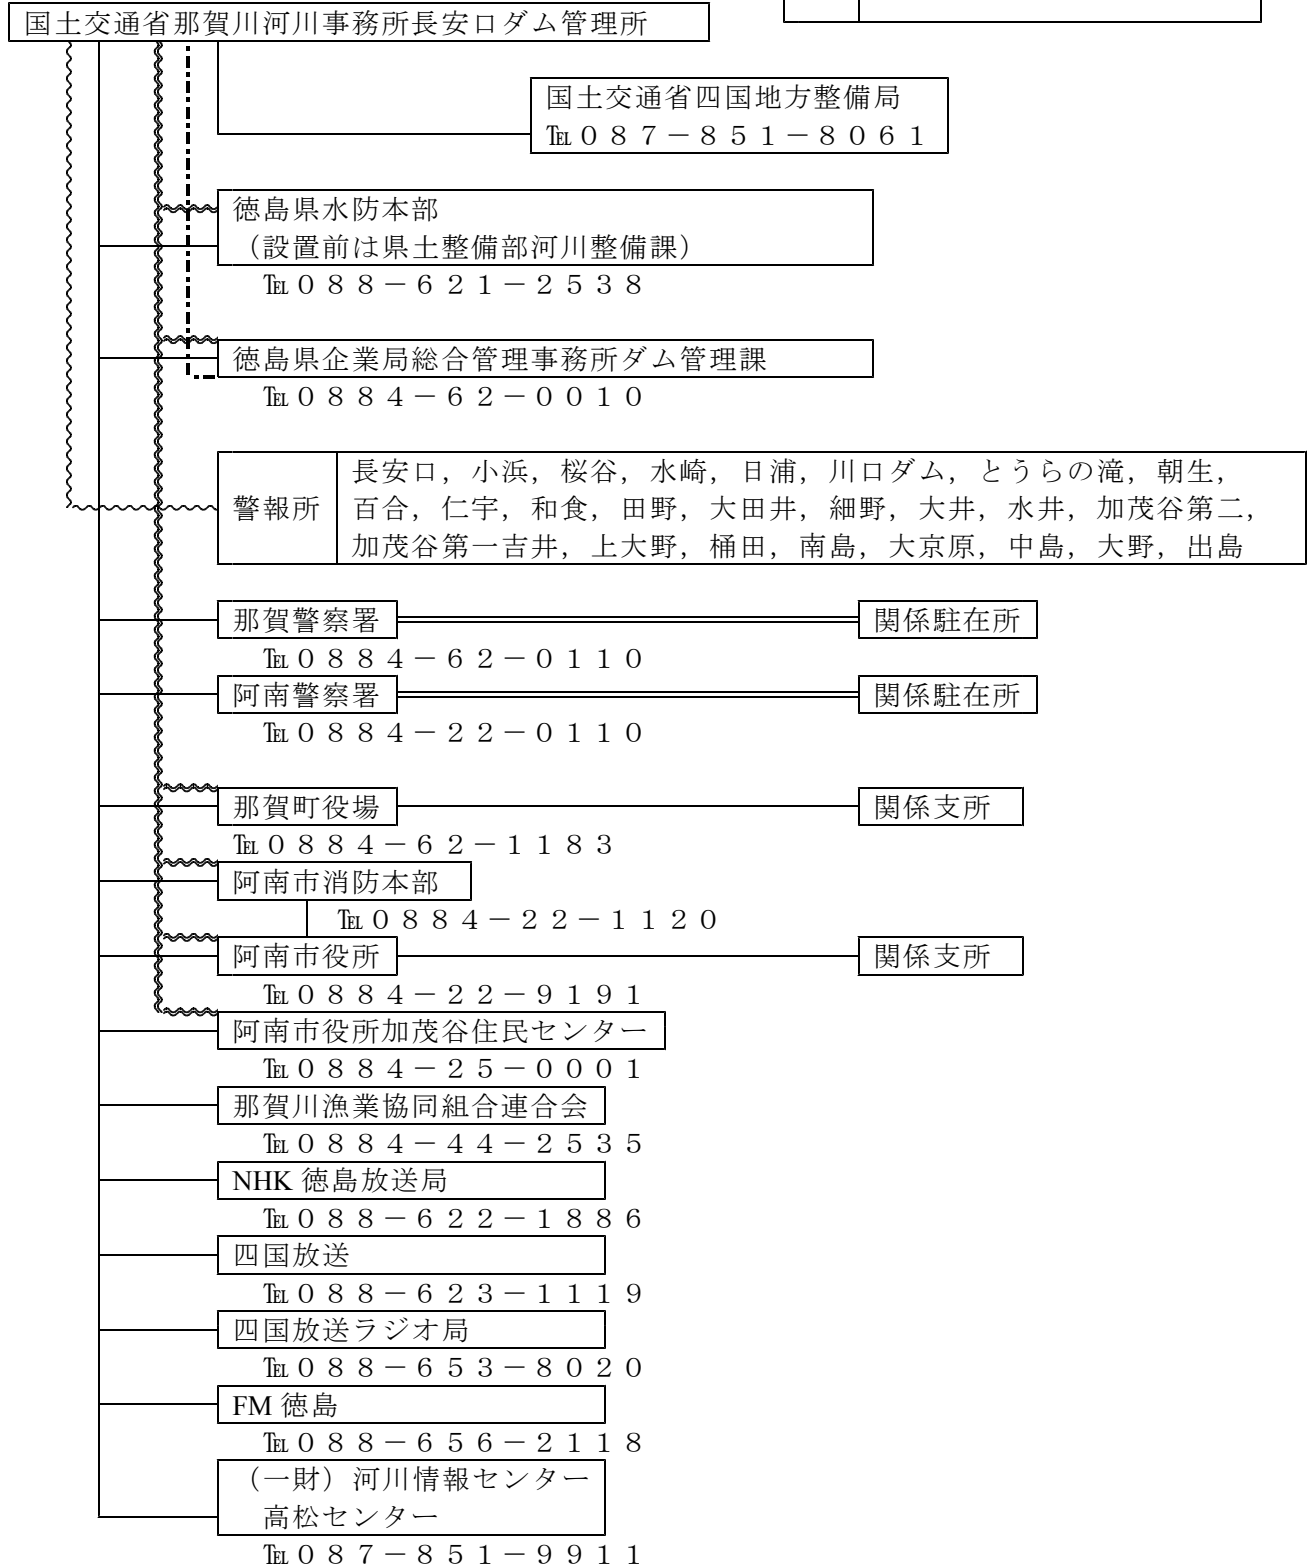 国土交通省那賀川河川事務所長安口ダム管理所
国土交通省四国地方整備局
℡０８７－８５１－８０６１
徳島県水防本部
（設置前は県土整備部河川整備課）
℡０８８－６２１－２５３８
徳島県企業局総合管理事務所ダム管理課
℡０８８４－６２－００１０
警報所
長安口，小浜，桜谷，水崎，日浦，川口ダム，とうらの滝，朝生，
百合，仁宇，和食，田野，大田井，細野，大井，水井，加茂谷第二，
加茂谷第一吉井，上大野，桶田，南島，大京原，中島，大野，出島
那賀警察署 関係駐在所
℡０８８４－６２－０１１０
阿南警察署 関係駐在所
℡０８８４－２２－０１１０
那賀町役場 関係支所
℡０８８４－６２－１１８３
阿南市消防本部
℡０８８４－２２－１１２０
阿南市役所 関係支所
℡０８８４－２２－９１９１
阿南市役所加茂谷住民センター
℡０８８４－２５－０００１
那賀川漁業協同組合連合会
℡０８８４－４４－２５３５
NHK 徳島放送局
℡０８８－６２２－１８８６
四国放送
℡０８８－６２３－１１１９
四国放送ラジオ局
℡０８８－６５３－８０２０
FM 徳島
℡０８８－６５６－２１１８
（一財）河川情報センター
高松センター
℡０８７－８５１－９９１１